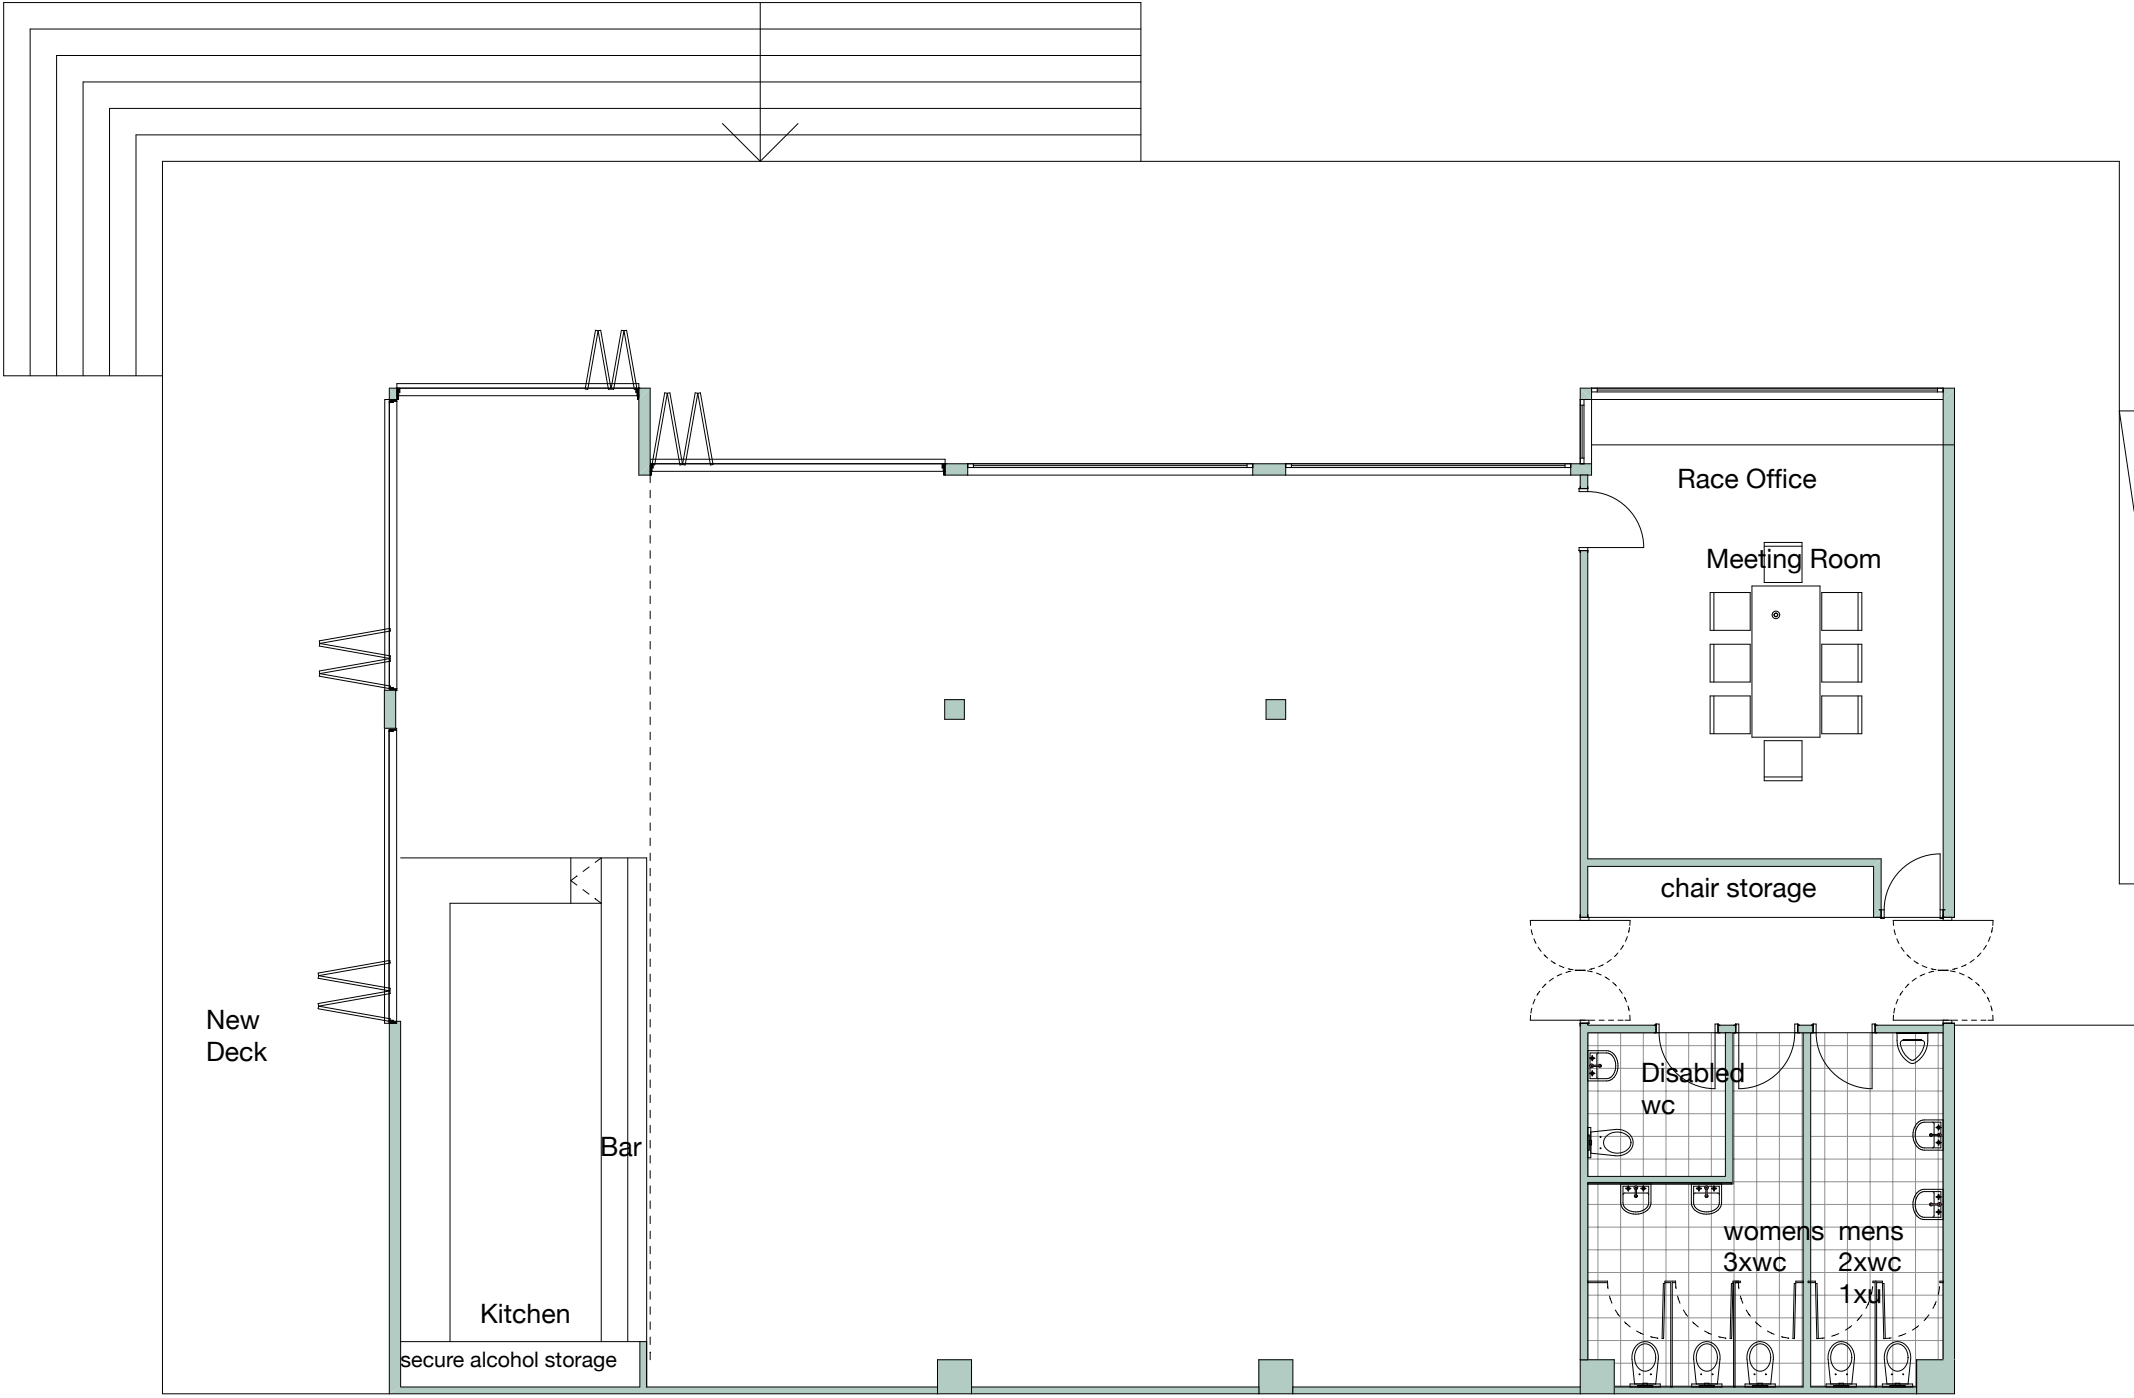 Race Office
Meeting Room
chair storage
New
Deck
Disabled
wc
Bar
womens
3xwc
mens
2xwc
1xu
Kitchen
secure alcohol storage